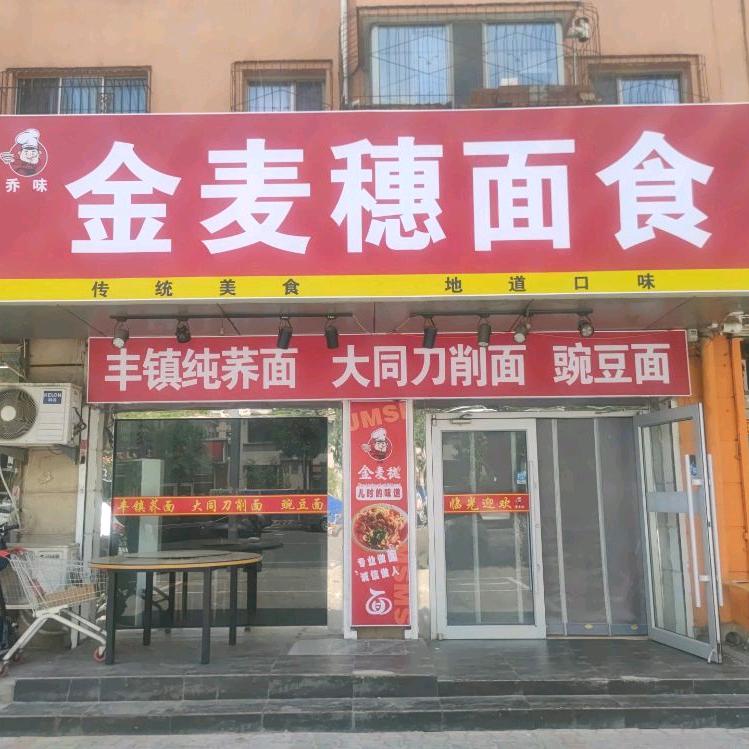 乔味
金麦穗面食
传统美食 地道口味
丰镇纯荞面 大同刀削面 豌豆面
JMS
金麦穗
儿时的味道
专业做面
诚信做人
面
丰镇荞面 大同刀削面 豌豆面
欢迎光临
KELON